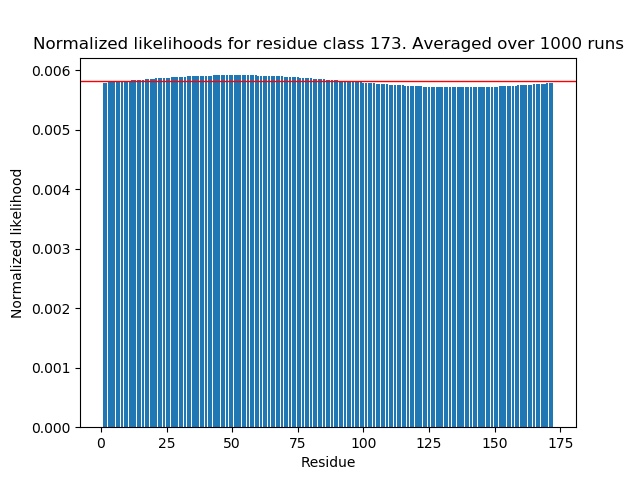 Normalized likelihoods for residue class 173. Averaged over 1000 runs
0.006
0.005
0.004
0.003
0.002
0.001
0.000
Normalized likelihood
0 25 50 75 100 125 150 175
Residue